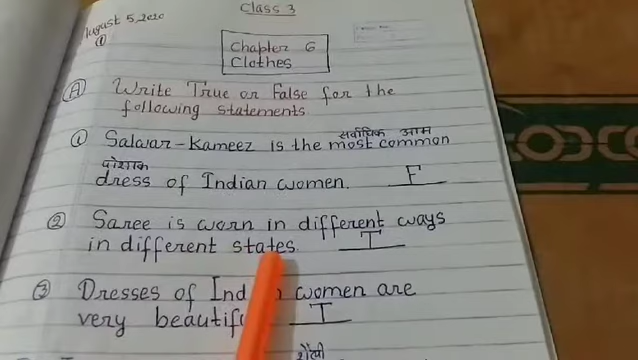 Class 3
August 5, 2020
①
Chapter 6
Clothes
Ⓐ Write True or False for the
following statements
① Salwar-Kameez is the most common
सर्वाधिक आम
पोशाक
dress of Indian women. F
② Saree is worn in different ways
in different states. T
③ Dresses of Ind women are
very beautif T
शैली